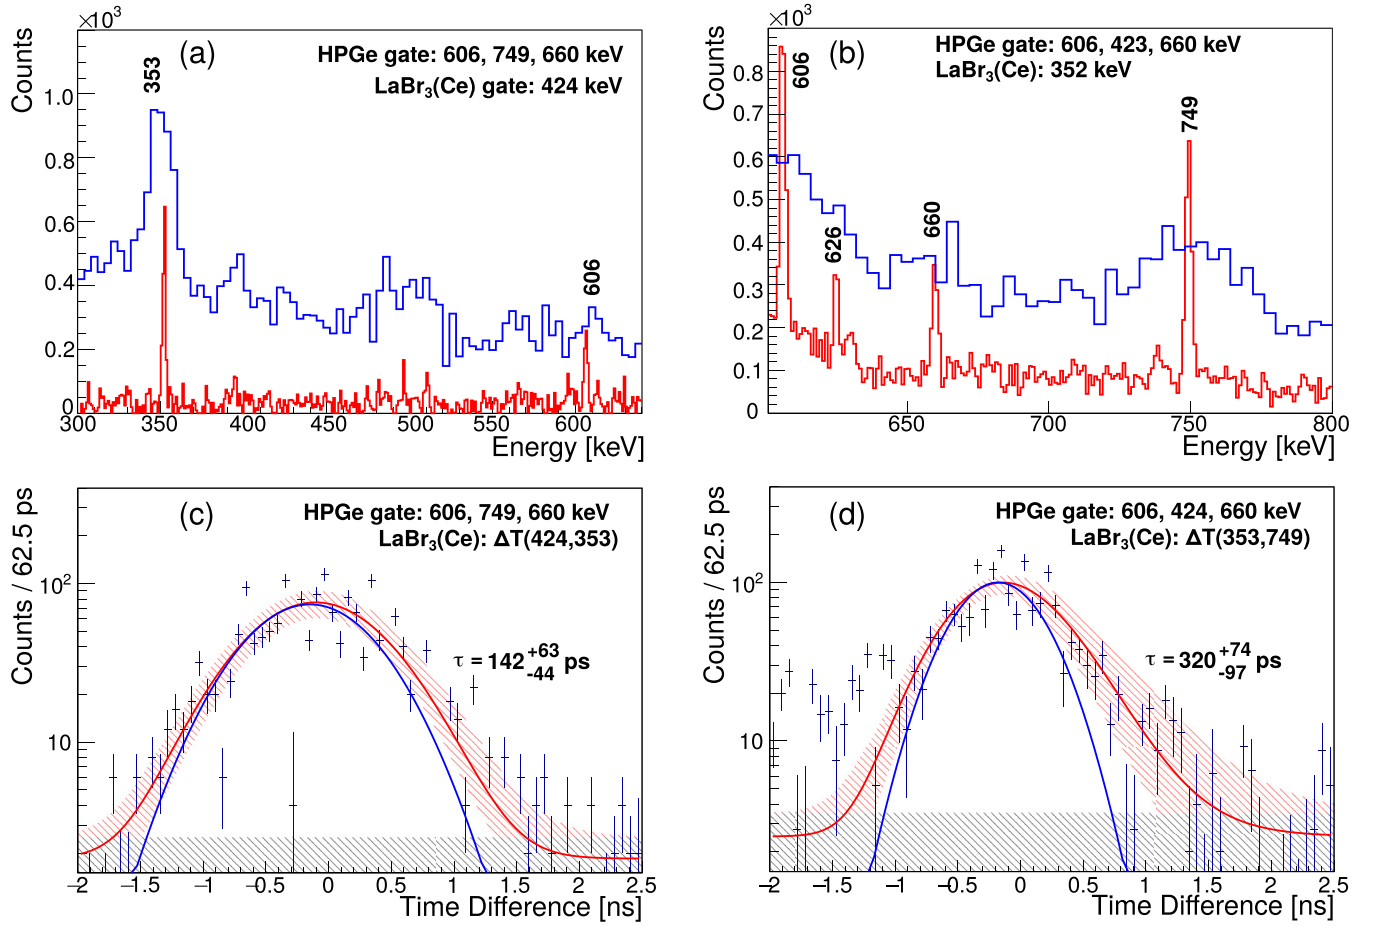 ×10³
Counts
(a)
HPGe gate: 606, 749, 660 keV
LaBr₃(Ce) gate: 424 keV
353
606
1.0
0.8
0.6
0.4
0.2
0
300 350 400 450 500 550 600
Energy [keV]
×10³
Counts
(b)
HPGe gate: 606, 423, 660 keV
LaBr₃(Ce): 352 keV
606
626
660
749
0.8
0.7
0.6
0.5
0.4
0.3
0.2
0.1
0
650 700 750 800
Energy [keV]
Counts / 62.5 ps
(c)
HPGe gate: 606, 749, 660 keV
LaBr₃(Ce): ΔT(424,353)
τ = 142 +63 -44 ps
10²
10
−2 −1.5 −1 −0.5 0 0.5 1 1.5 2 2.5
Time Difference [ns]
Counts / 62.5 ps
(d)
HPGe gate: 606, 424, 660 keV
LaBr₃(Ce): ΔT(353,749)
τ = 320 +74 -97 ps
10²
10
−2 −1.5 −1 −0.5 0 0.5 1 1.5 2 2.5
Time Difference [ns]